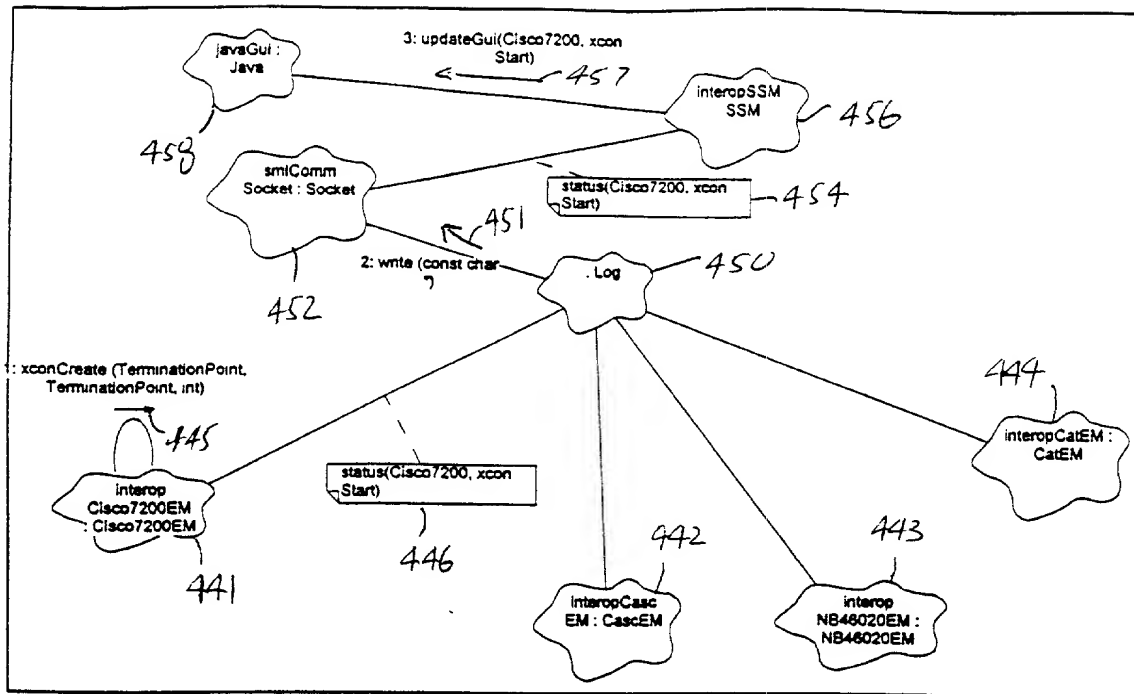 3: updateGui(Cisco7200, xcon
Start)
457
javaGui :
Java
458
interopSSM
SSM
456
smlComm
Socket : Socket
452
status(Cisco7200, xcon
Start)
454
451
2: write (const char
. Log
450
1: xconCreate (TerminationPoint,
TerminationPoint, int)
445
interop
Cisco7200EM
: Cisco7200EM
441
status(Cisco7200, xcon
Start)
446
444
interopCatEM :
CatEM
442
interopCasc
EM : CascEM
443
interop
NB46020EM :
NB46020EM